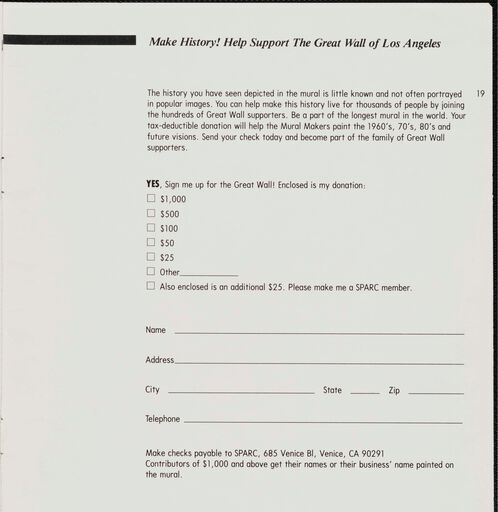 Make History! Help Support The Great Wall of Los Angeles
The history you have seen depicted in the mural is little known and not often portrayed
in popular images. You can help make this history live for thousands of people by joining
the hundreds of Great Wall supporters. Be a part of the longest mural in the world. Your
tax-deductible donation will help the Mural Makers paint the 1960's, 70's, 80's and
future visions. Send your check today and become part of the family of Great Wall
supporters.
19
YES, Sign me up for the Great Wall! Enclosed is my donation:
$1,000
$500
$100
$50
$25
Other
Also enclosed is an additional $25. Please make me a SPARC member.
Name
Address
City State Zip
Telephone
Make checks payable to SPARC, 685 Venice Bl, Venice, CA 90291
Contributors of $1,000 and above get their names or their business' name painted on
the mural.